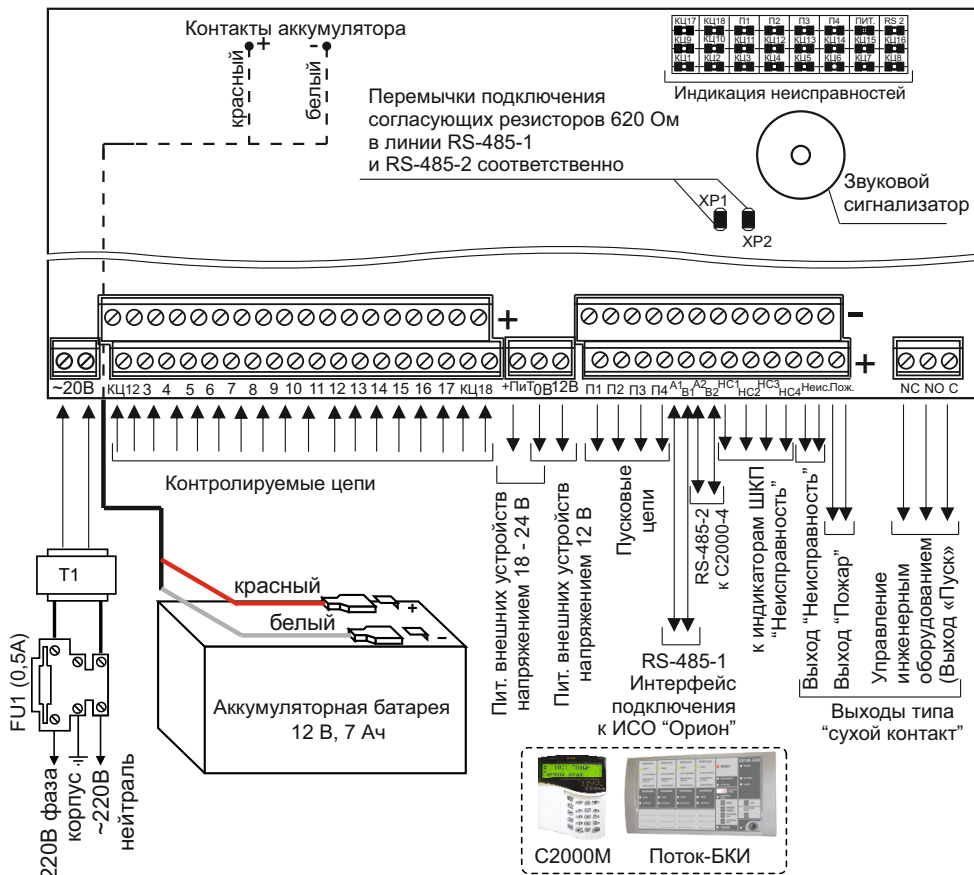 Контакты аккумулятора
+ -
красный
белый
КЦ17 КЦ18 П1 П2 П3 П4 ПИТ. RS 2
КЦ9 КЦ10 КЦ11 КЦ12 КЦ13 КЦ14 КЦ15 КЦ16
КЦ1 КЦ2 КЦ3 КЦ4 КЦ5 КЦ6 КЦ7 КЦ8
Индикация неисправностей
Перемычки подключения
согласующих резисторов 620 Ом
в линии RS-485-1
и RS-485-2 соответственно
XP1
XP2
Звуковой
сигнализатор
+
-
+
~20В
КЦ12 3 4 5 6 7 8 9 10 11 12 13 14 15 16 17 КЦ18
+ПиТ 0В 12В
П1 П2 П3 П4 А1 В1 А2 В2 НС1 НС2 НС3 НС4 Неис. Пож.
NC NO C
Контролируемые цепи
Пит. внешних устройств
напряжением 18 - 24 В
Пит. внешних устройств
напряжением 12 В
Пусковые
цепи
RS-485-2
к С2000-4
к индикаторам ШКП
“Неисправность”
Выход “Неисправность”
Выход “Пожар”
Управление
инженерным
оборудованием
(Выход «Пуск»
Выходы типа
“сухой контакт”
RS-485-1
Интерфейс
подключения
к ИСО “Орион”
T1
FU1 (0,5А)
220В фаза
корпус
~220В
нейтраль
красный
белый
+
-
Аккумуляторная батарея
12 В, 7 Ач
С2000М
Поток-БКИ